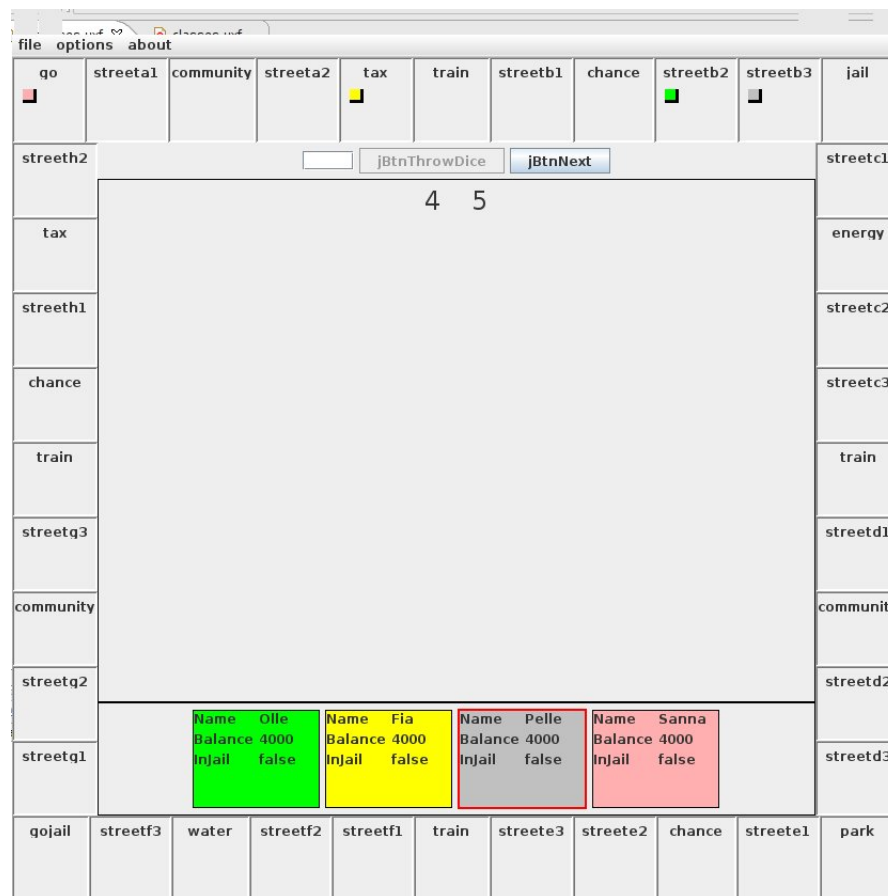 classes.uxf
file options about
go streeta1 community streeta2 tax train streetb1 chance streetb2 streetb3 jail
streeth2 jBtnThrowDice jBtnNext streetc1
4 5
tax energy
streeth1 streetc2
chance streetc3
train train
streetg3 streetd1
community communit
streetg2 streetd2
Name Olle Name Fia Name Pelle Name Sanna
Balance 4000 Balance 4000 Balance 4000 Balance 4000
streetg1 InJail false InJail false InJail false InJail false streetd3
gojail streetf3 water streetf2 streetf1 train streete3 streete2 chance streete1 park